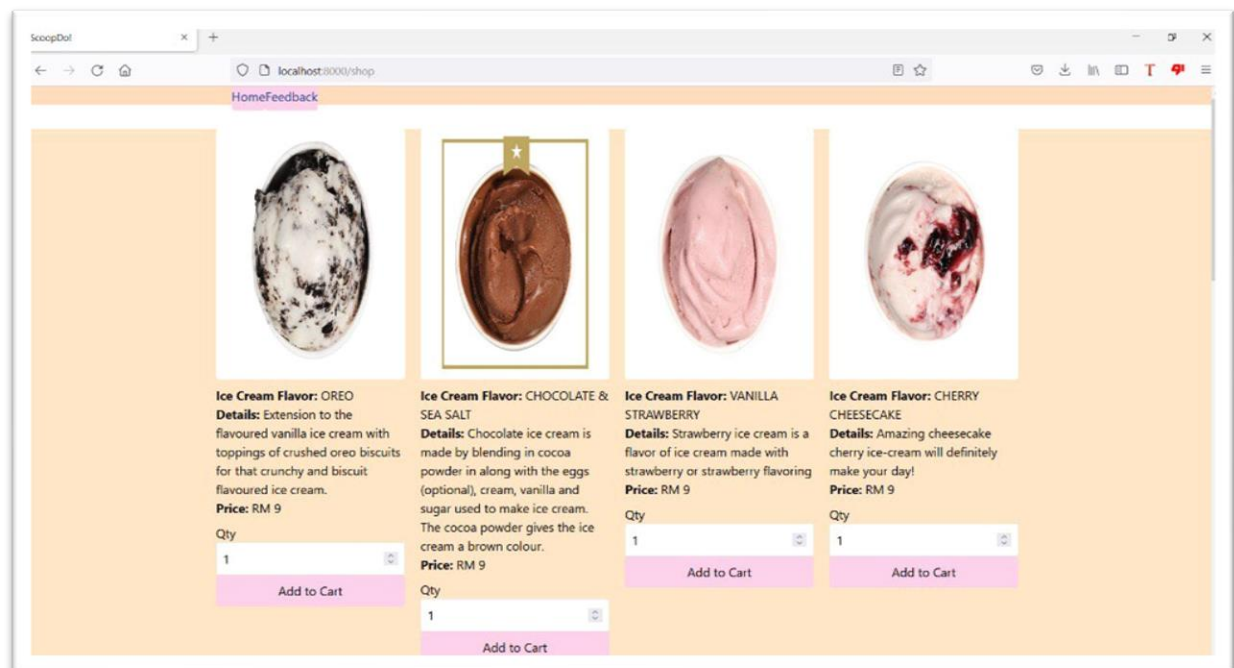 ScoopDo!
localhost:8000/shop
HomeFeedback
Ice Cream Flavor: OREO
Details: Extension to the
flavoured vanilla ice cream with
toppings of crushed oreo biscuits
for that crunchy and biscuit
flavoured ice cream.
Price: RM 9
Qty
1
Add to Cart
Ice Cream Flavor: CHOCOLATE &
SEA SALT
Details: Chocolate ice cream is
made by blending in cocoa
powder in along with the eggs
(optional), cream, vanilla and
sugar used to make ice cream.
The cocoa powder gives the ice
cream a brown colour.
Price: RM 9
Qty
1
Add to Cart
Ice Cream Flavor: VANILLA
STRAWBERRY
Details: Strawberry ice cream is a
flavor of ice cream made with
strawberry or strawberry flavoring
Price: RM 9
Qty
1
Add to Cart
Ice Cream Flavor: CHERRY
CHEESECAKE
Details: Amazing cheesecake
cherry ice-cream will definitely
make your day!
Price: RM 9
Qty
1
Add to Cart